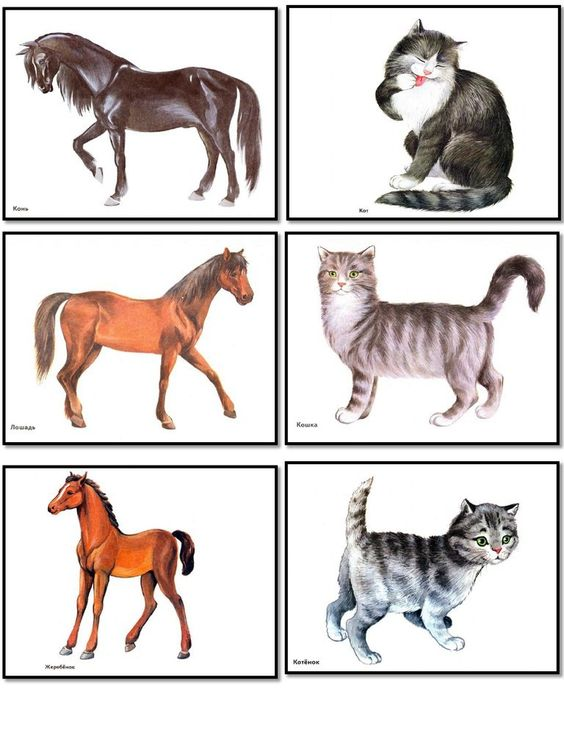 Конь
Кот
Лошадь
Кошка
Жеребёнок
Котёнок